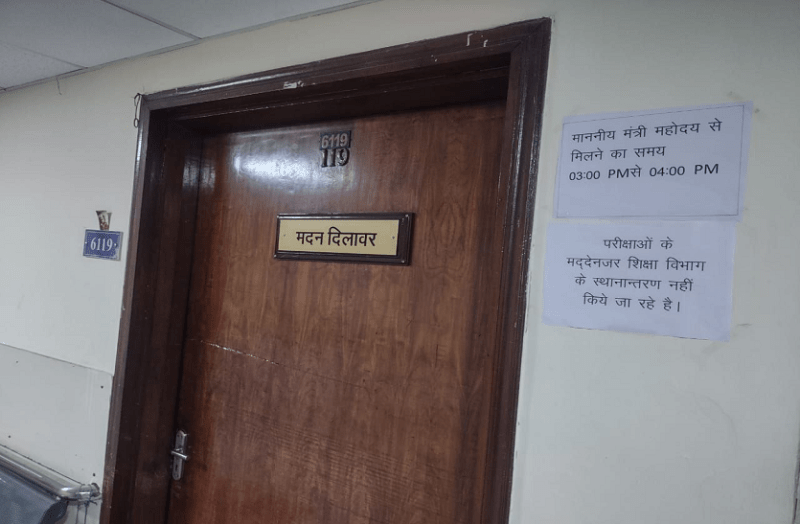 6119
119
6119
मदन दिलावर
माननीय मंत्री महोदय से
मिलने का समय
03:00 PMसे 04:00 PM
परीक्षाओं के
मद्देनजर शिक्षा विभाग
के स्थानान्तरण नहीं
किये जा रहे है।